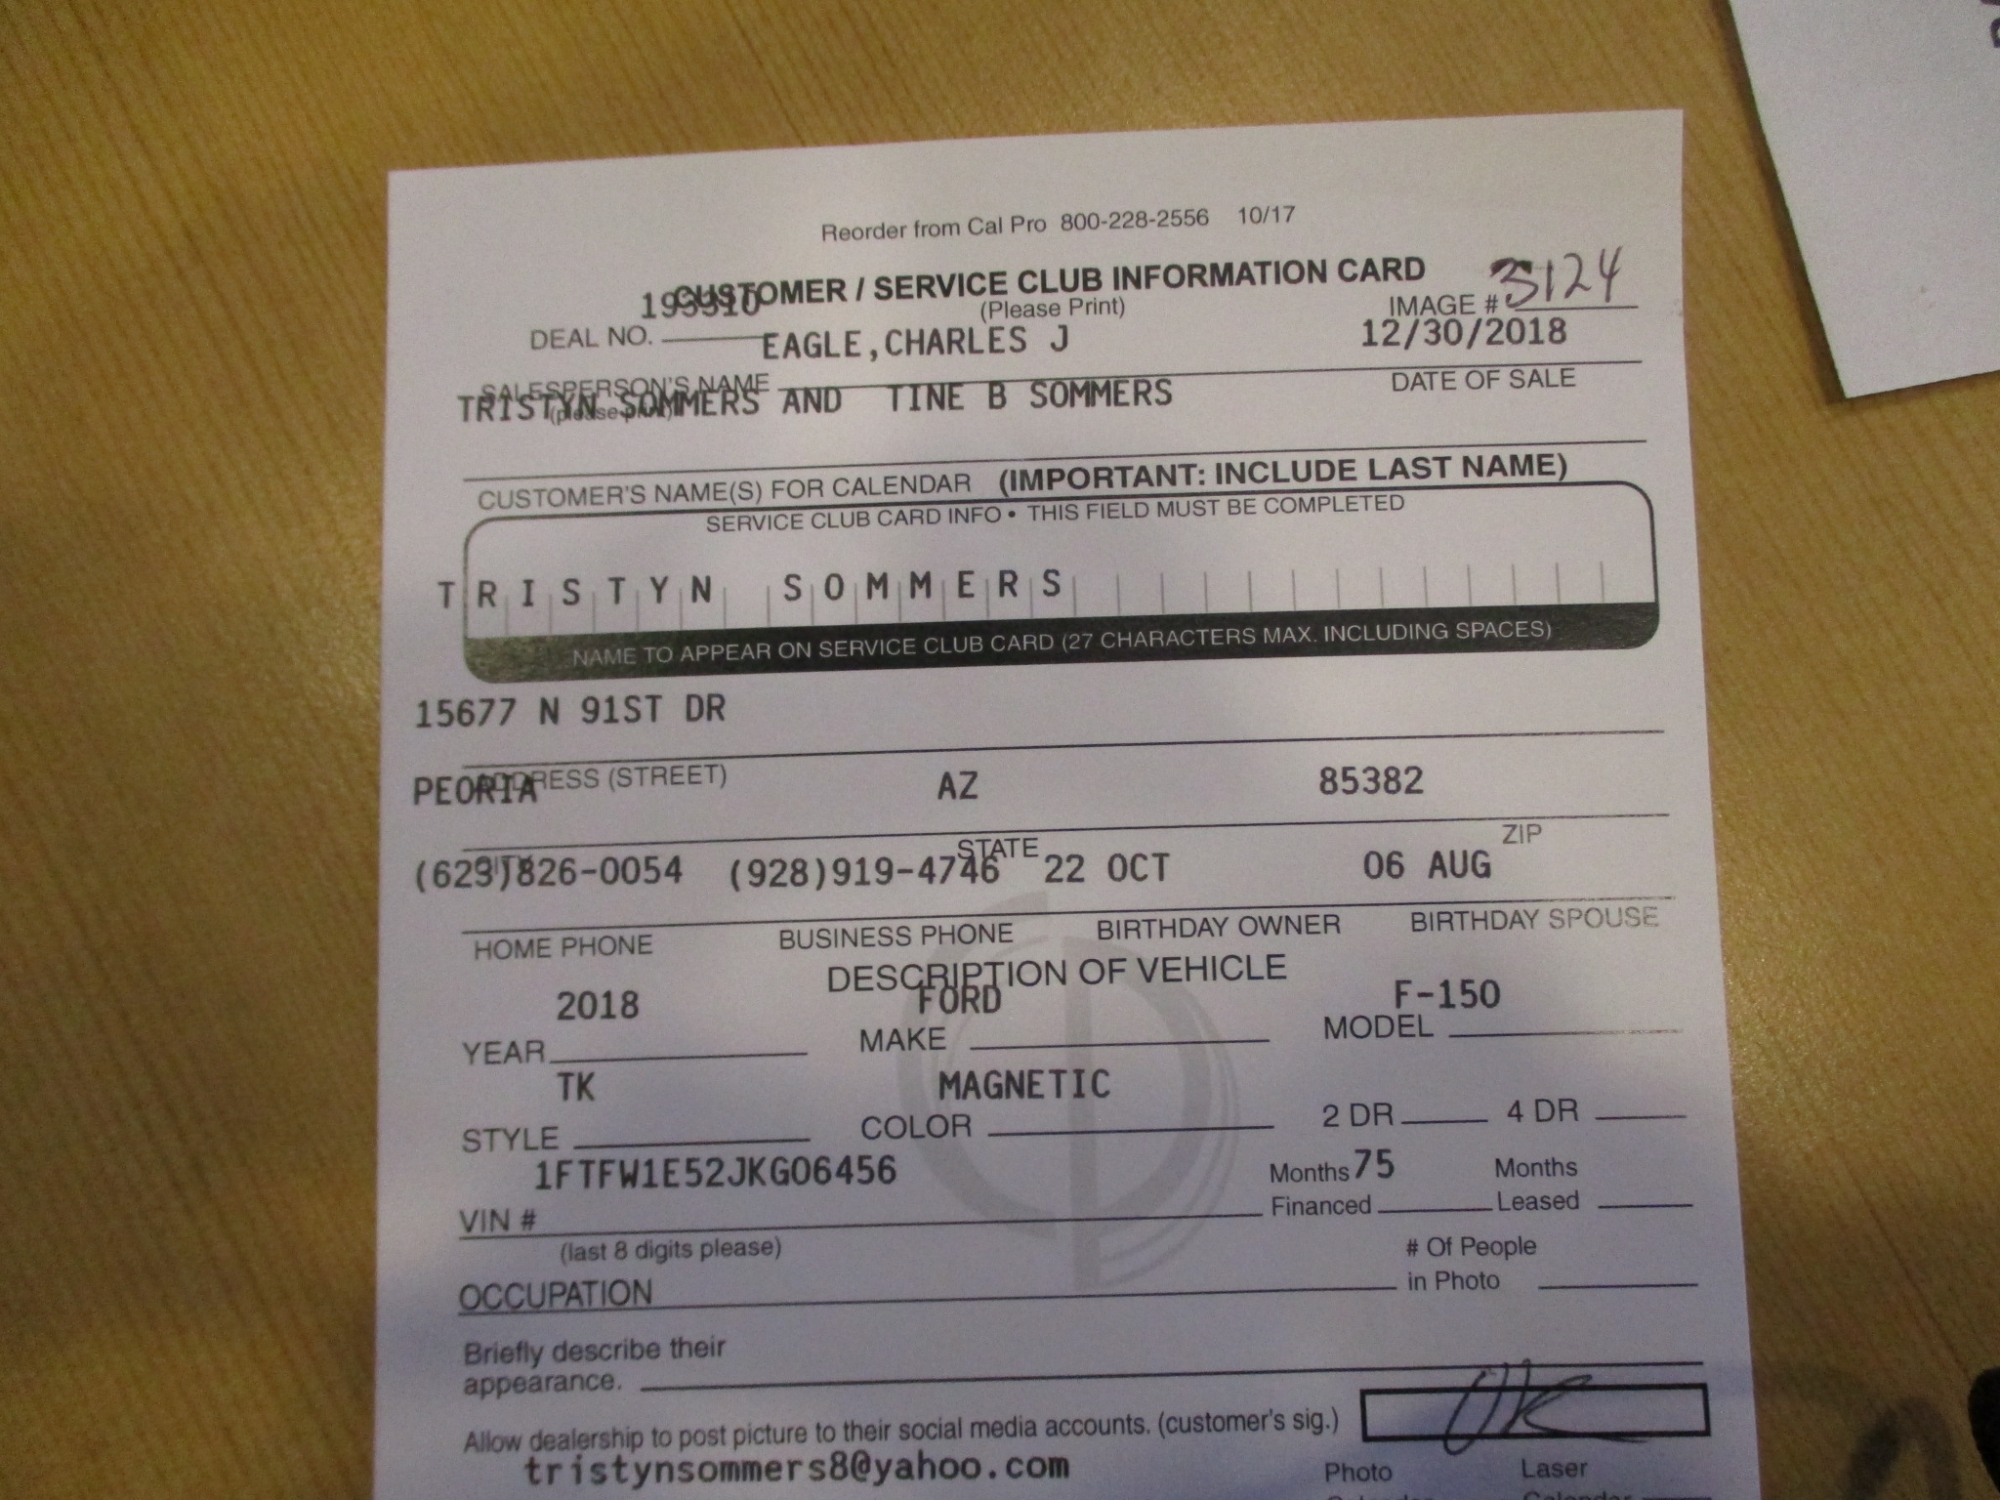 Reorder from Cal Pro 800-228-2556 10/17
CUSTOMER / SERVICE CLUB INFORMATION CARD
(Please Print)
IMAGE # 3124
193310
DEAL NO. EAGLE,CHARLES J 12/30/2018
SALESPERSON'S NAME DATE OF SALE
(please print)
TRISTYN SOMMERS AND TINE B SOMMERS
CUSTOMER'S NAME(S) FOR CALENDAR (IMPORTANT: INCLUDE LAST NAME)
SERVICE CLUB CARD INFO • THIS FIELD MUST BE COMPLETED
TRISTYN SOMMERS
NAME TO APPEAR ON SERVICE CLUB CARD (27 CHARACTERS MAX. INCLUDING SPACES)
15677 N 91ST DR
ADDRESS (STREET)
PEORIA AZ 85382
CITY STATE ZIP
(623)826-0054 (928)919-4746 22 OCT 06 AUG
HOME PHONE BUSINESS PHONE BIRTHDAY OWNER BIRTHDAY SPOUSE
DESCRIPTION OF VEHICLE
2018 FORD F-150
YEAR MAKE MODEL
TK MAGNETIC
STYLE COLOR 2 DR 4 DR
1FTFW1E52JKG06456 Months 75 Months
VIN # Financed Leased
(last 8 digits please) # Of People
OCCUPATION in Photo
Briefly describe their
appearance.
Allow dealership to post picture to their social media accounts. (customer's sig.) OK
tristynsommers8@yahoo.com
Photo Laser